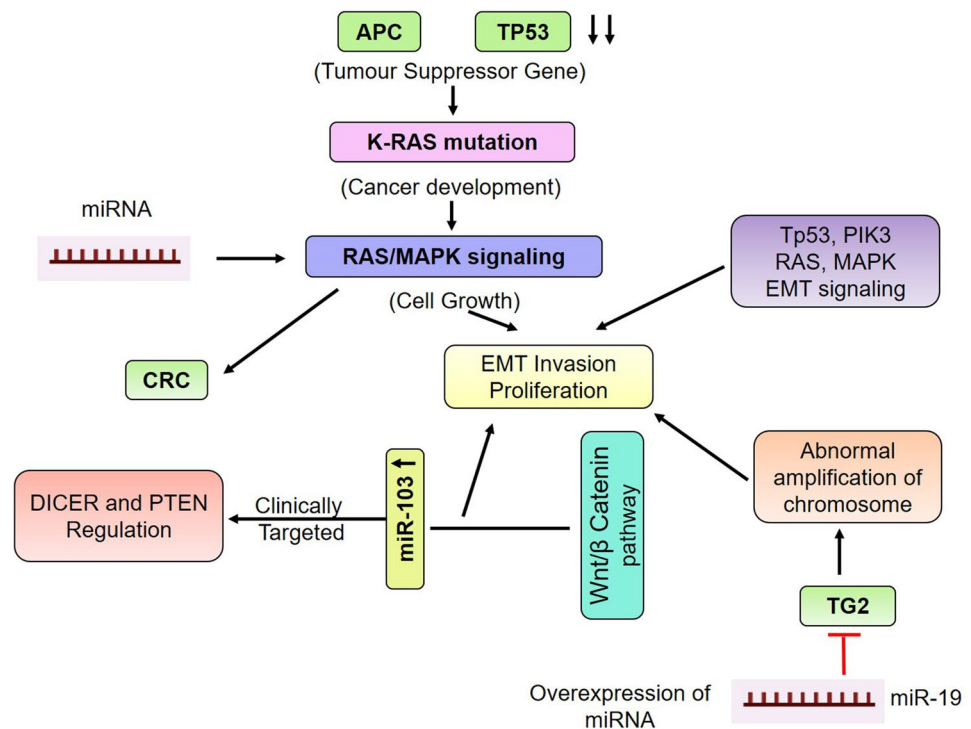 APC
TP53
(Tumour Suppressor Gene)
K-RAS mutation
(Cancer development)
miRNA
RAS/MAPK signaling
(Cell Growth)
Tp53, PIK3
RAS, MAPK
EMT signaling
CRC
EMT Invasion
Proliferation
Abnormal
amplification of
chromosome
DICER and PTEN
Regulation
Clinically
Targeted
miR-103
Wnt/β Catenin
pathway
TG2
Overexpression of
miRNA
miR-19